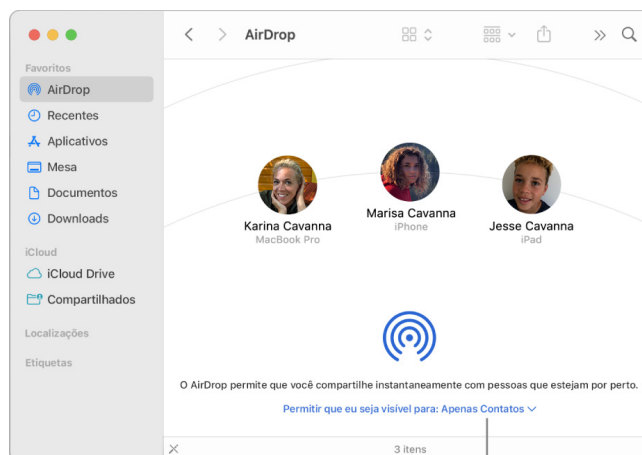 AirDrop
Favoritos
AirDrop
Recentes
Aplicativos
Mesa
Documentos
Downloads
iCloud
iCloud Drive
Compartilhados
Localizações
Etiquetas
Karina Cavanna
MacBook Pro
Marisa Cavanna
iPhone
Jesse Cavanna
iPad
O AirDrop permite que você compartilhe instantaneamente com pessoas que estejam por perto.
Permitir que eu seja visível para: Apenas Contatos
3 itens